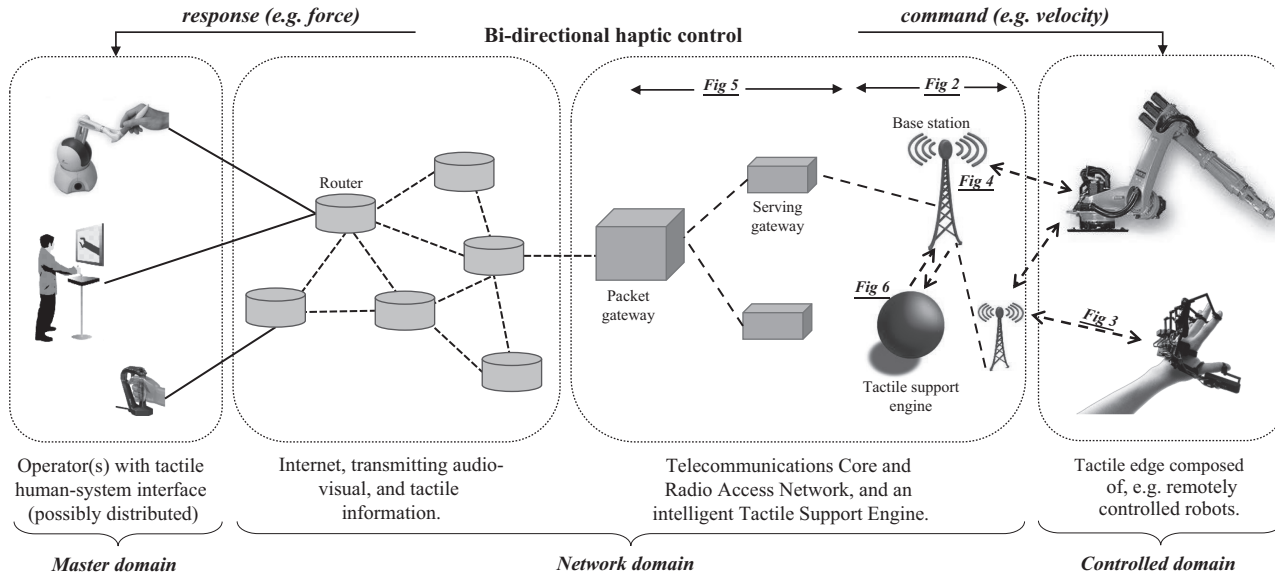 response (e.g. force)
command (e.g. velocity)
Bi-directional haptic control
Fig 5
Fig 2
Base station
Fig 4
Router
Serving
gateway
Packet
gateway
Fig 6
Fig 3
Tactile support
engine
Operator(s) with tactile
human-system interface
(possibly distributed)
Internet, transmitting audio-
visual, and tactile
information.
Telecommunications Core and
Radio Access Network, and an
intelligent Tactile Support Engine.
Tactile edge composed
of, e.g. remotely
controlled robots.
Master domain
Network domain
Controlled domain